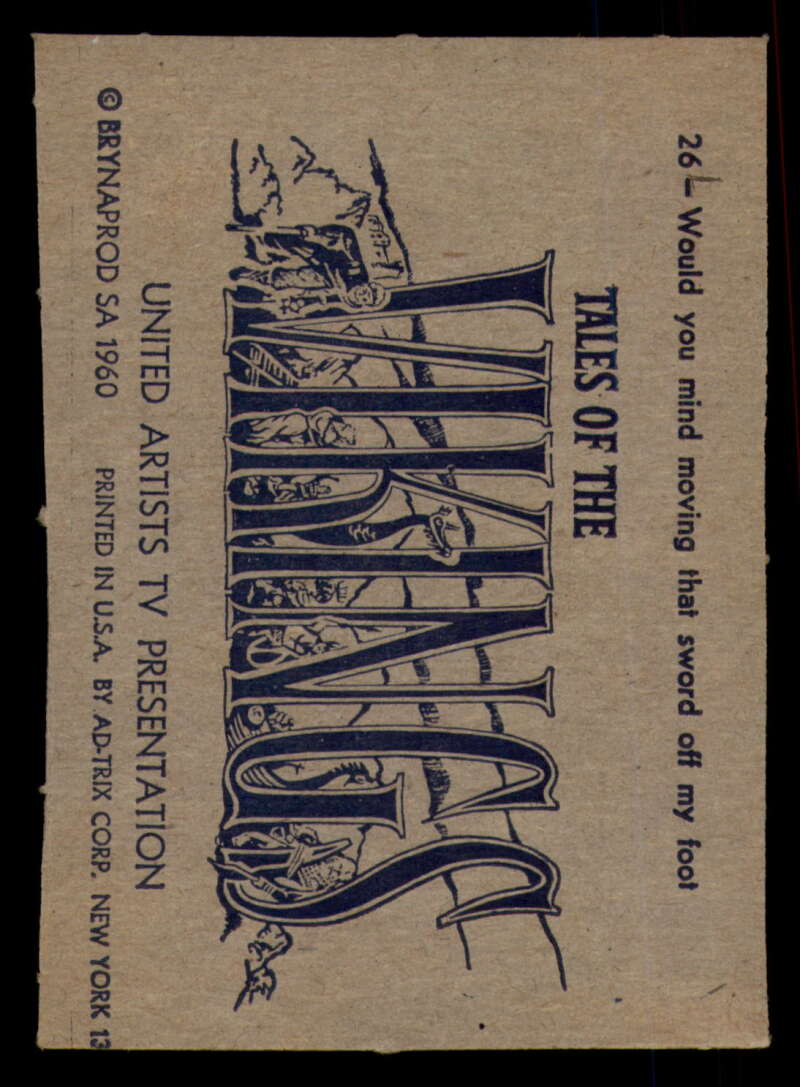 26—Would you mind moving that sword off my foot
TALES OF THE
VIKINGS
UNITED ARTISTS TV PRESENTATION
© BRYNAPROD SA 1960 PRINTED IN U.S.A. BY AD-TRIX CORP. NEW YORK 13